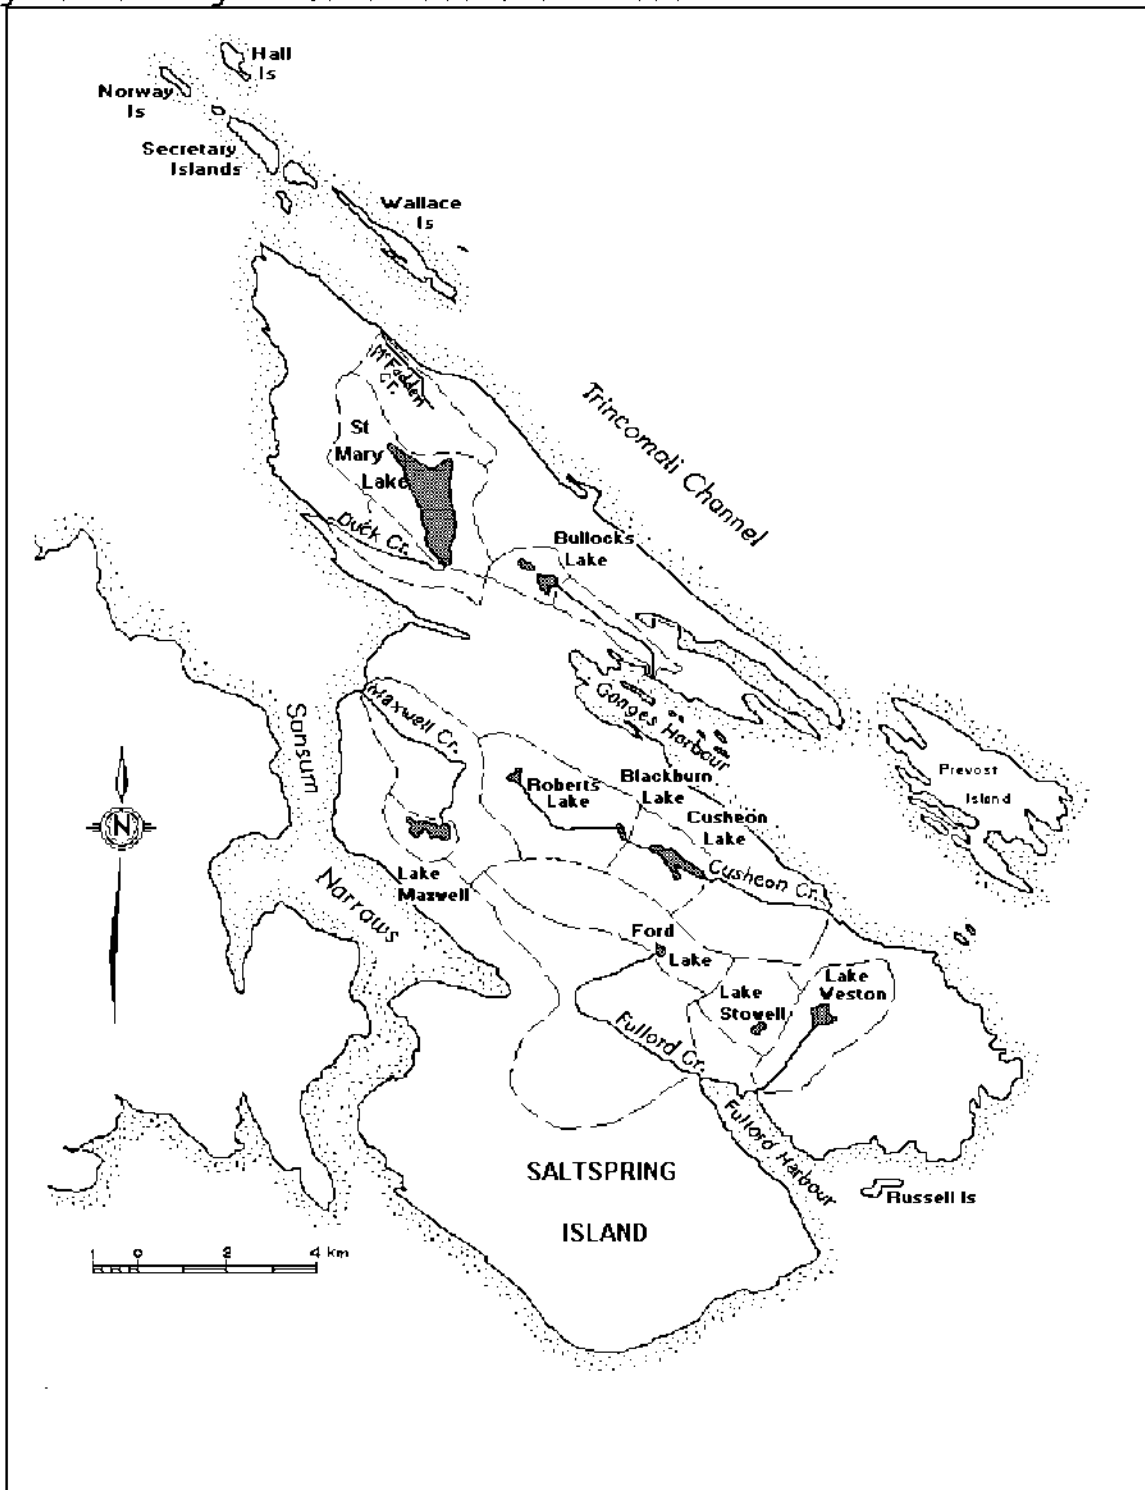 Hall
Is
Norway
Is
Secretary
Islands
Wallace
Is
McFadden
Cr.
St
Mary
Lake
Trincomali Channel
Duck Cr.
Bullocks
Lake
Maxwell Cr.
Ganges Harbour
Sansum
Narrows
Prevost
Island
Roberts
Lake
Blackburn
Lake
Cusheon
Lake
N
Lake
Maxwell
Cusheon Cr.
Ford
Lake
Lake
Weston
Lake
Stowell
Fulford Cr.
Fulford Harbour
SALTSPRING
ISLAND
Russell Is
1 0 2 4 km